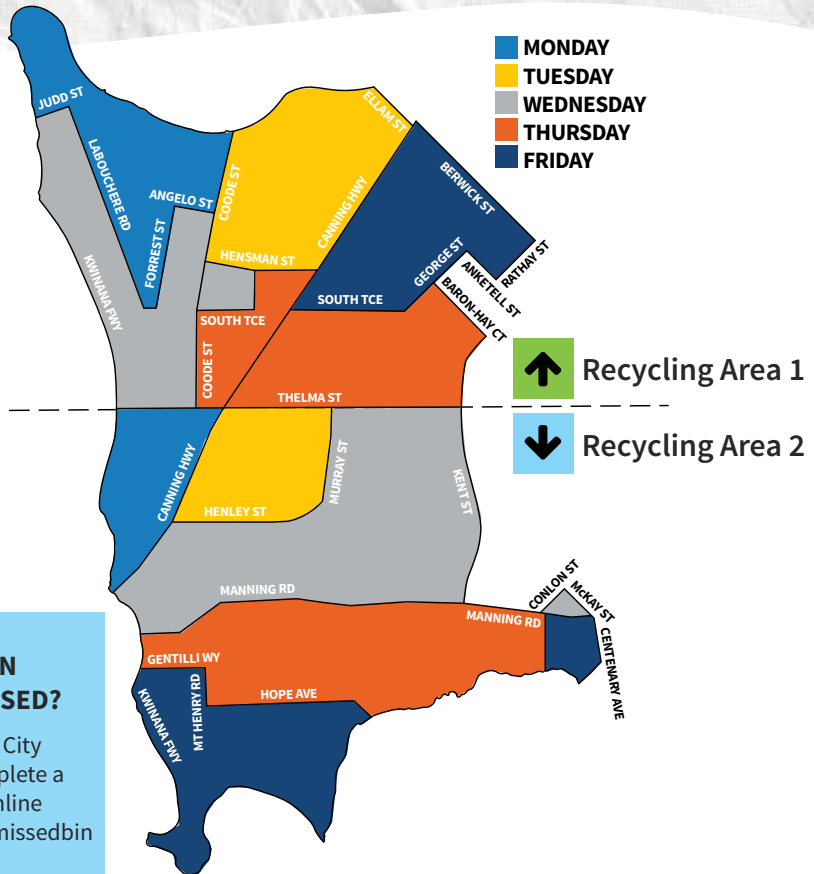 MONDAY
TUESDAY
WEDNESDAY
THURSDAY
FRIDAY
JUDD ST
LABOUCHERE RD
ANGELO ST
FORREST ST
COODE ST
ELLAM ST
CANNING HWY
BERWICK ST
HENSMAN ST
KWINANA FWY
GEORGE ST
RATHAY ST
ANKETELL ST
BARON-HAY CT
SOUTH TCE
SOUTH TCE
COODE ST
THELMA ST
Recycling Area 1
Recycling Area 2
CANNING HWY
MURRAY ST
KENT ST
HENLEY ST
MANNING RD
CONLON ST
McKAY ST
MANNING RD
CENTENARY AVE
GENTILLI WY
KWINANA FWY
MT HENRY RD
HOPE AVE
N
SED?
City
plete a
nline
missedbin